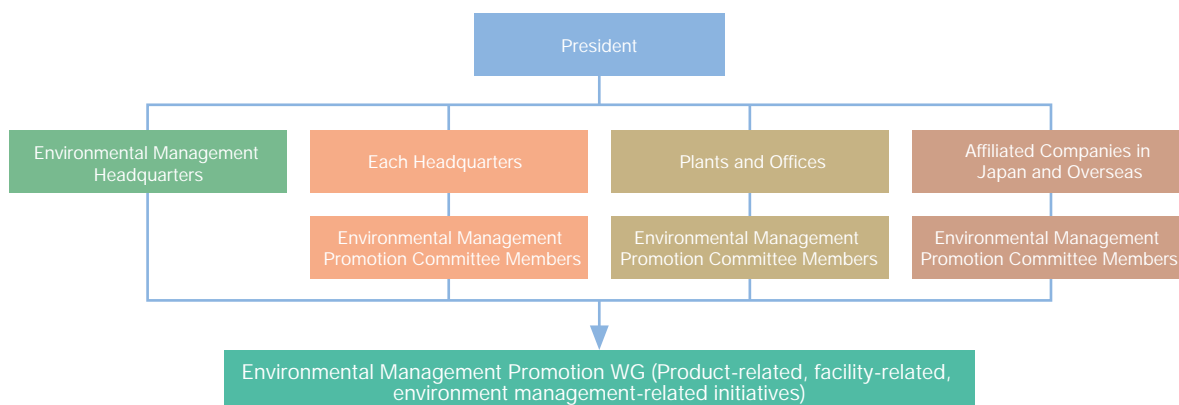 President
Environmental Management
Headquarters
Each Headquarters
Plants and Offices
Affiliated Companies in
Japan and Overseas
Environmental Management
Promotion Committee Members
Environmental Management
Promotion Committee Members
Environmental Management
Promotion Committee Members
Environmental Management Promotion WG (Product-related, facility-related,
environment management-related initiatives)